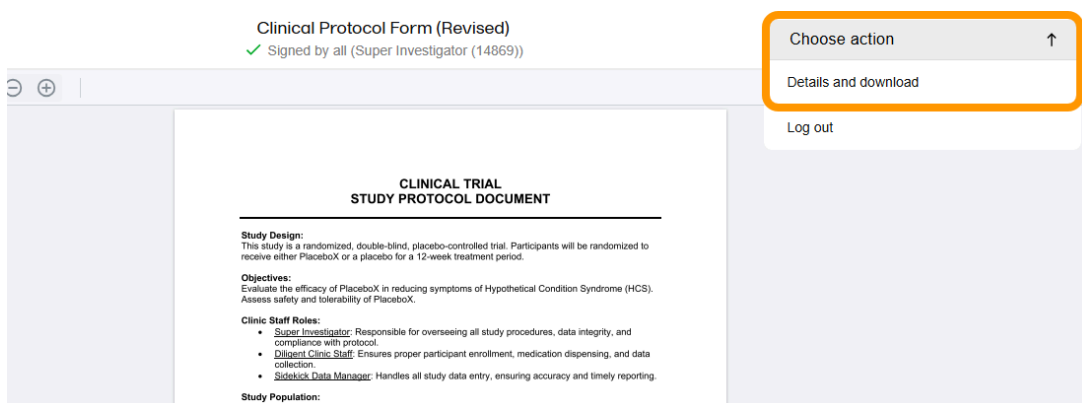 Clinical Protocol Form (Revised)
Signed by all (Super Investigator (14869))
Choose action
Details and download
Log out
CLINICAL TRIAL
STUDY PROTOCOL DOCUMENT
Study Design:
This study is a randomized, double-blind, placebo-controlled trial. Participants will be randomized to
receive either PlaceboX or a placebo for a 12-week treatment period.
Objectives:
Evaluate the efficacy of PlaceboX in reducing symptoms of Hypothetical Condition Syndrome (HCS).
Assess safety and tolerability of PlaceboX.
Clinic Staff Roles:
• Super Investigator: Responsible for overseeing all study procedures, data integrity, and
compliance with protocol.
• Diligent Clinic Staff: Ensures proper participant enrollment, medication dispensing, and data
collection.
• Sidekick Data Manager: Handles all study data entry, ensuring accuracy and timely reporting.
Study Population: